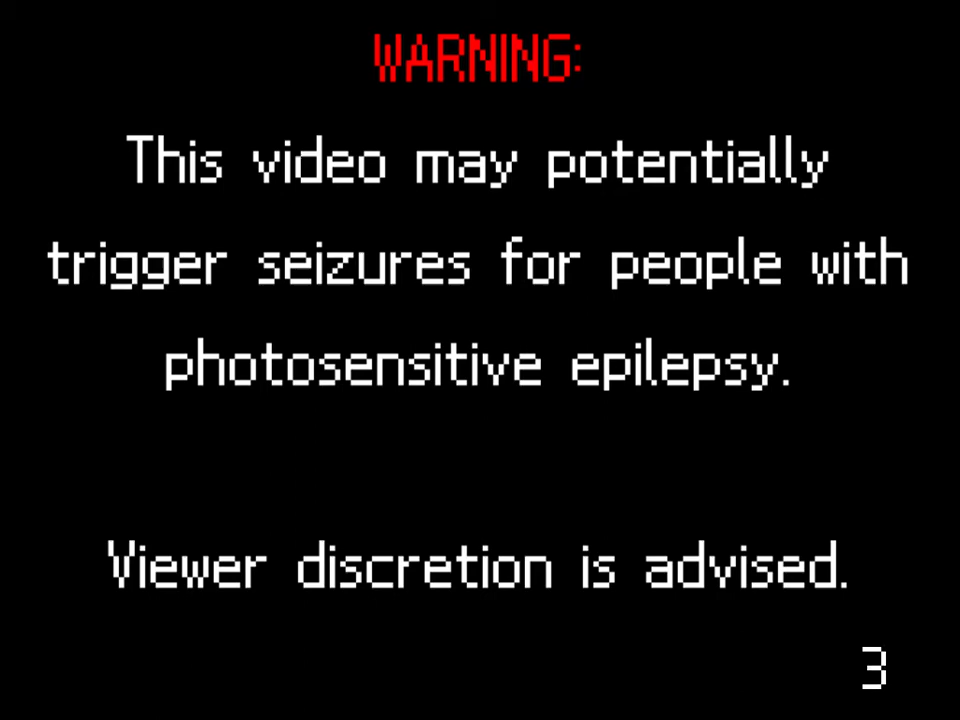 WARNING:
This video may potentially
trigger seizures for people with
photosensitive epilepsy.
Viewer discretion is advised.
3